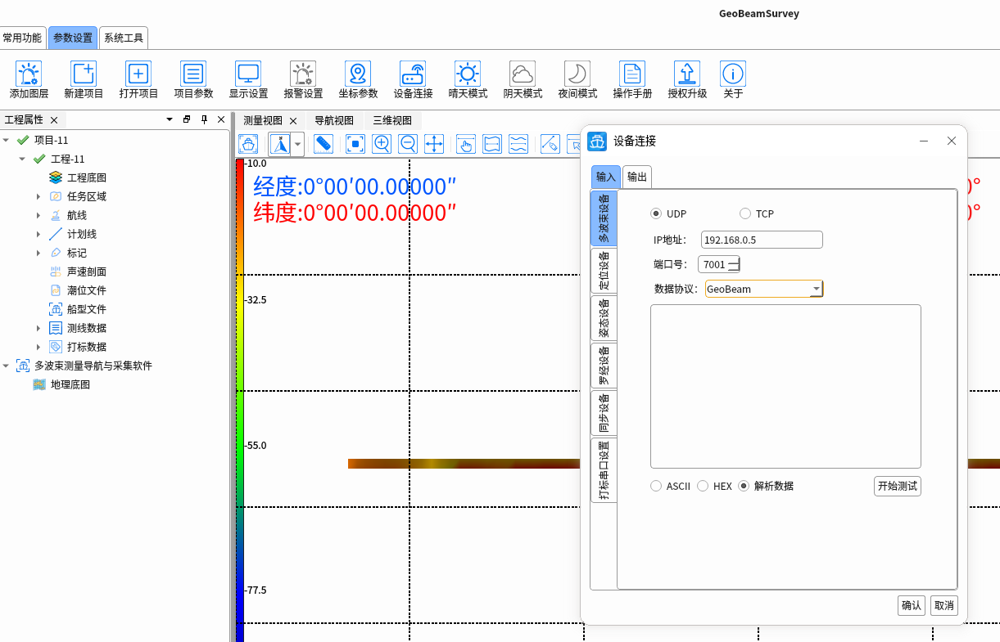 GeoBeamSurvey
常用功能 参数设置 系统工具
添加图层 新建项目 打开项目 项目参数 显示设置 报警设置 坐标参数 设备连接 晴天模式 阴天模式 夜间模式 操作手册 授权升级 关于
工程属性
项目-11
工程-11
工程底图
任务区域
航线
计划线
标记
声速剖面
潮位文件
船型文件
测线数据
打标数据
多波束测量导航与采集软件
地理底图
测量视图 导航视图 三维视图
-10.0
经度:0°00′00.00000″
纬度:0°00′00.00000″
-32.5
-55.0
-77.5
0°
0°
设备连接
输入 输出
多波束设备
定位设备
姿态设备
罗经设备
同步设备
打标串口设置
UDP TCP
IP地址: 192.168.0.5
端口号: 7001
数据协议: GeoBeam
ASCII HEX 解析数据 开始测试
确认 取消